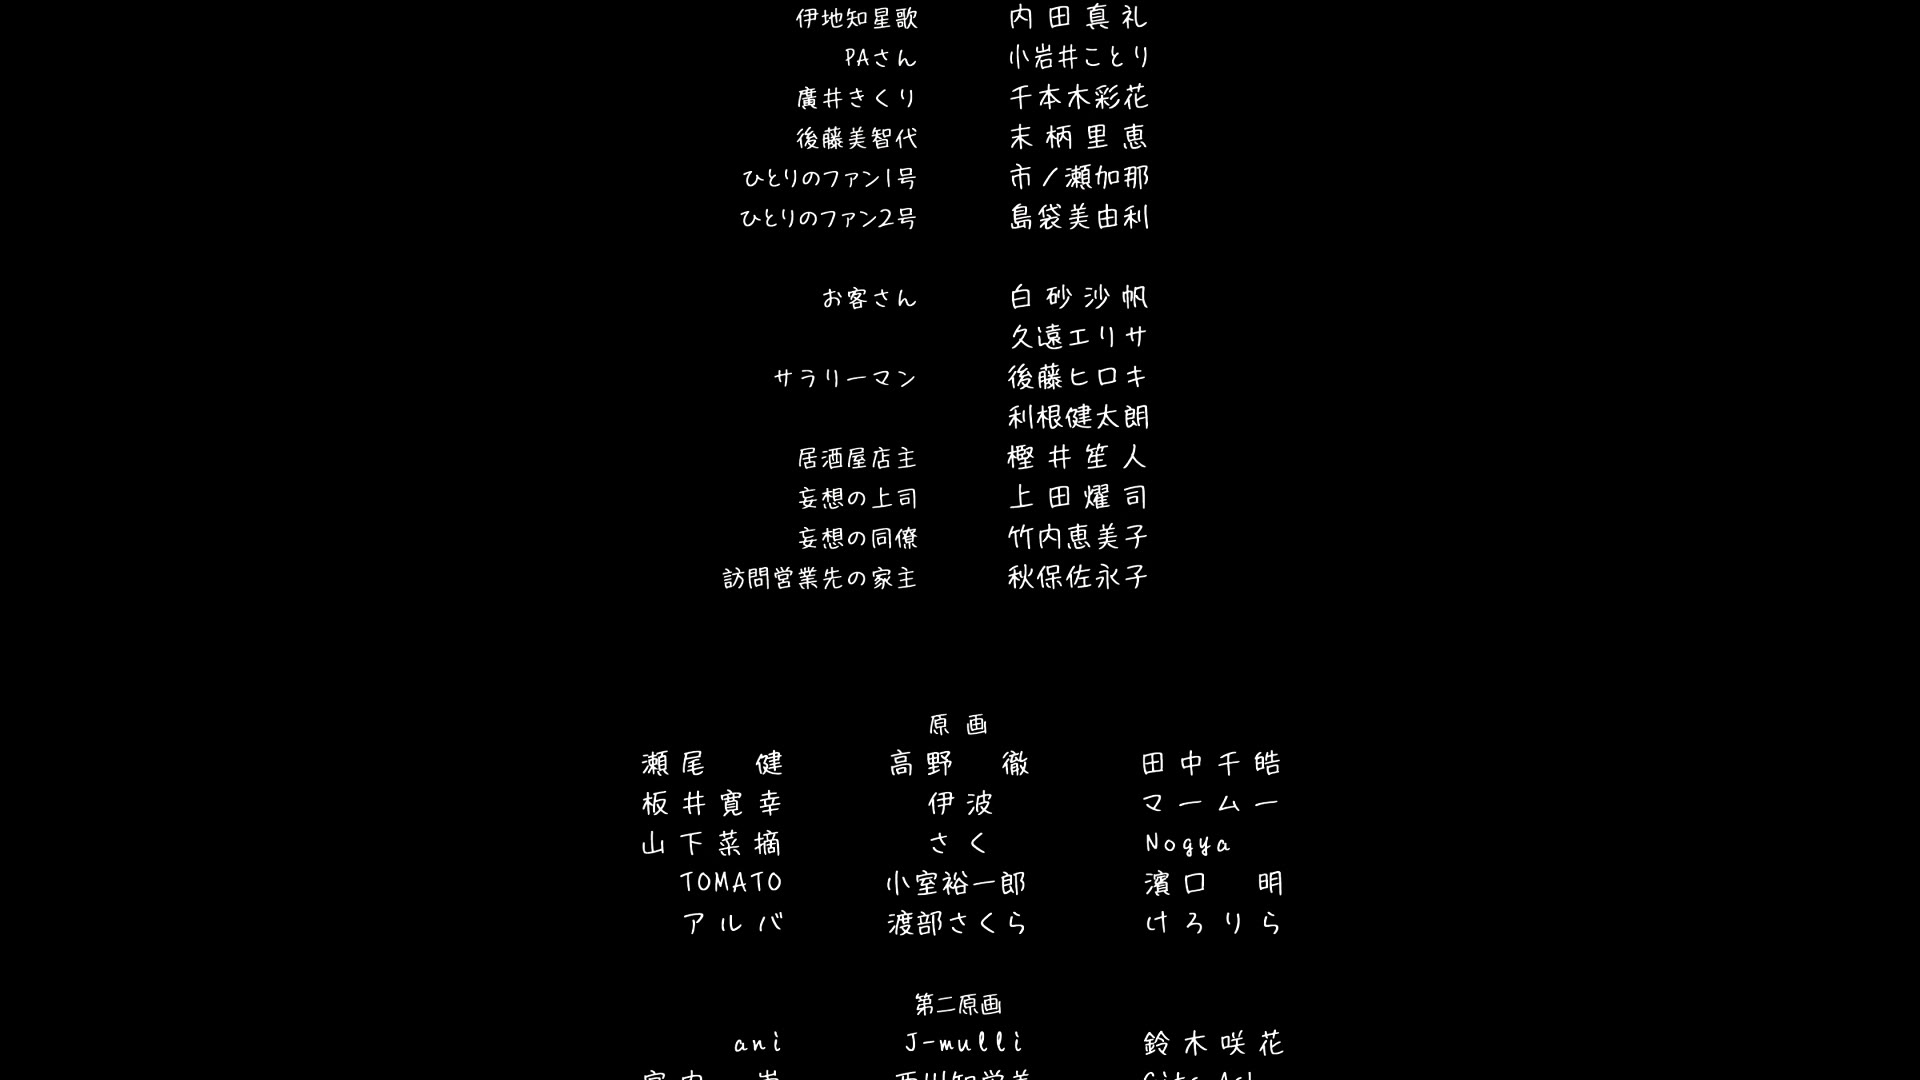 伊地知星歌 内田真礼
PAさん 小岩井ことり
廣井きくり 千本木彩花
後藤美智代 末柄里恵
ひとりのファン1号 市ノ瀬加那
ひとりのファン2号 島袋美由利
お客さん 白砂沙帆
久遠エリサ
サラリーマン 後藤ヒロキ
利根健太朗
居酒屋店主 樫井笙人
妄想の上司 上田燿司
妄想の同僚 竹内恵美子
訪問営業先の家主 秋保佐永子
原画
瀬尾 健 高野 徹 田中千皓
板井寛幸 伊波 マームー
山下菜摘 さく Nogya
TOMATO 小室裕一郎 濱口 明
アルバ 渡部さくら けろりら
第二原画
ani J-mulli 鈴木咲花